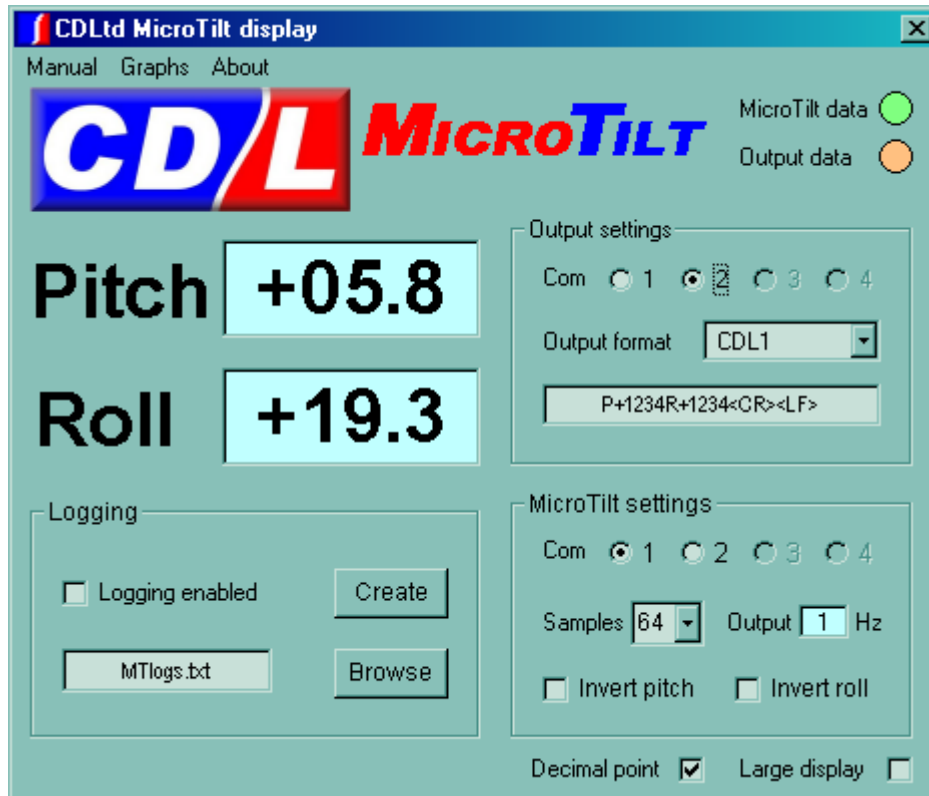 CDLtd MicroTilt display
Manual Graphs About
CD/L
MICROTILT
MicroTilt data
Output data
Pitch +05.8
Roll +19.3
Output settings
Com 1 2 3 4
Output format CDL1
P+1234R+1234<CR><LF>
Logging
Logging enabled Create
MTlogs.txt Browse
MicroTilt settings
Com 1 2 3 4
Samples 64 Output 1 Hz
Invert pitch Invert roll
Decimal point Large display